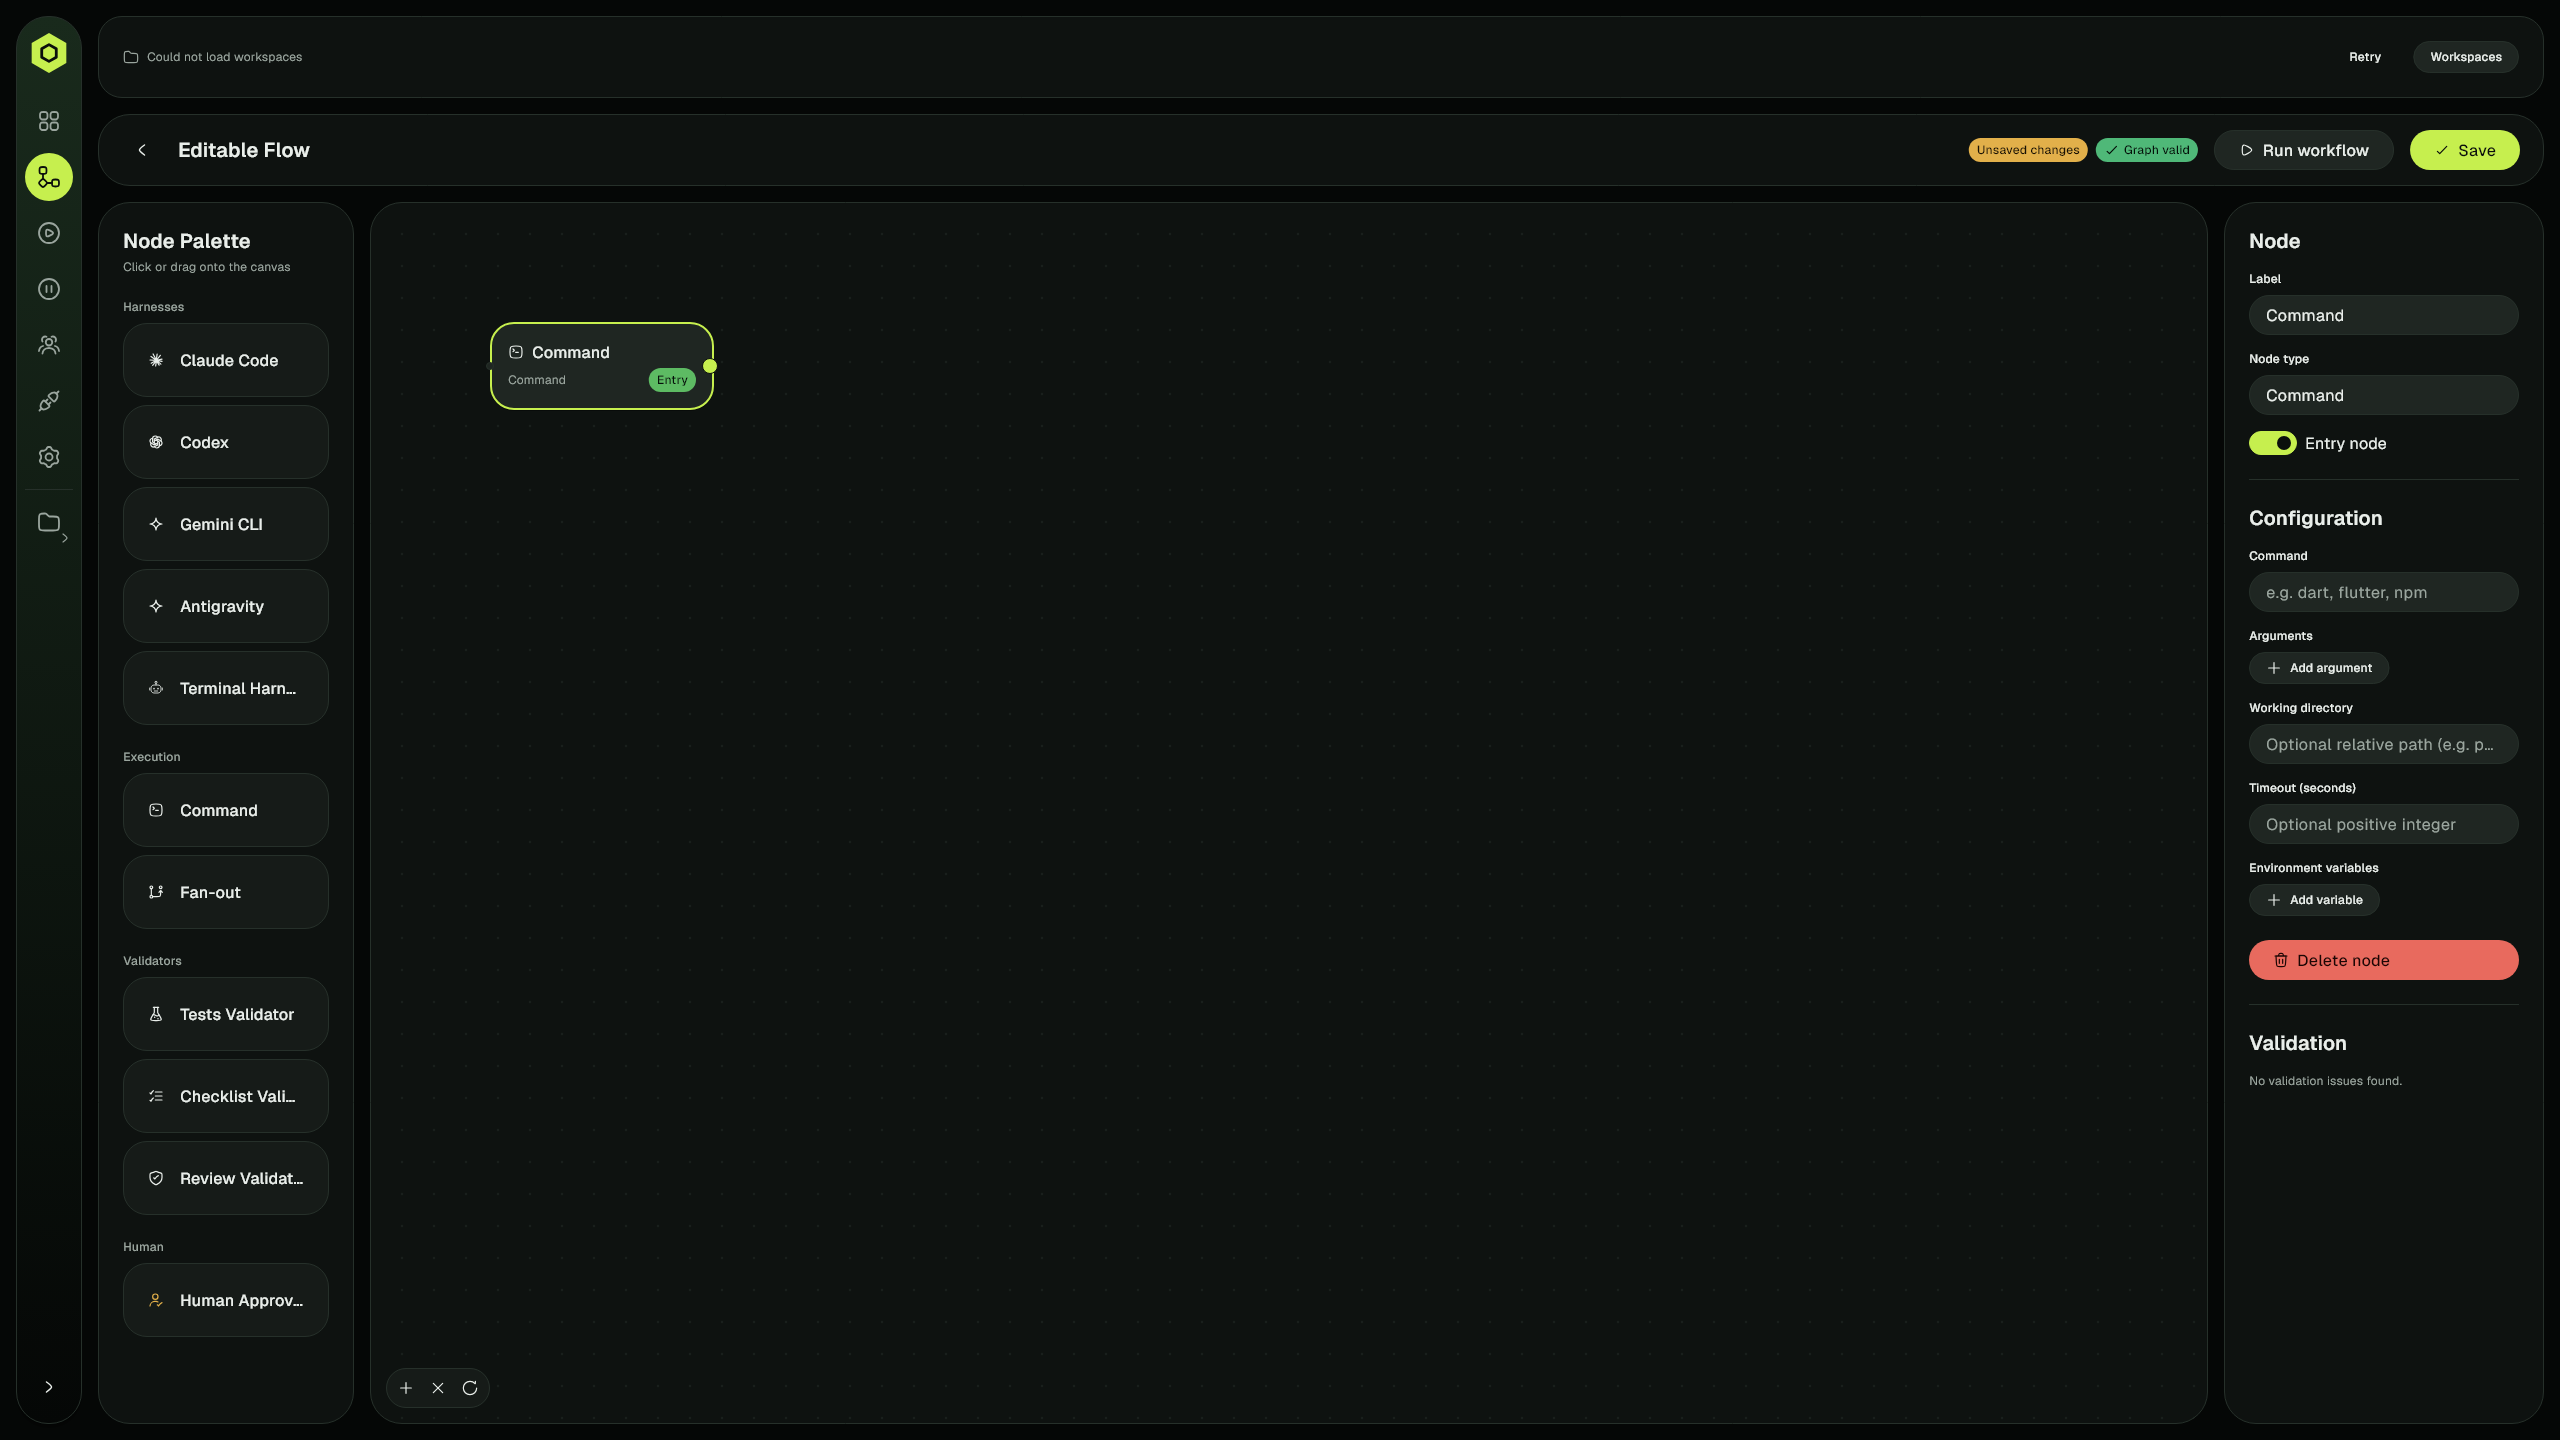 Could not load workspaces
Retry
Workspaces
Editable Flow
Unsaved changes
Graph valid
Run workflow
Save
Node Palette
Click or drag onto the canvas
Harnesses
Claude Code
Codex
Gemini CLI
Antigravity
Terminal Harn...
Execution
Command
Fan-out
Validators
Tests Validator
Checklist Vali...
Review Validat...
Human
Human Approv...
Command
Command
Entry
Node
Label
Command
Node type
Command
Entry node
Configuration
Command
e.g. dart, flutter, npm
Arguments
Add argument
Working directory
Optional relative path (e.g. p...
Timeout (seconds)
Optional positive integer
Environment variables
Add variable
Delete node
Validation
No validation issues found.